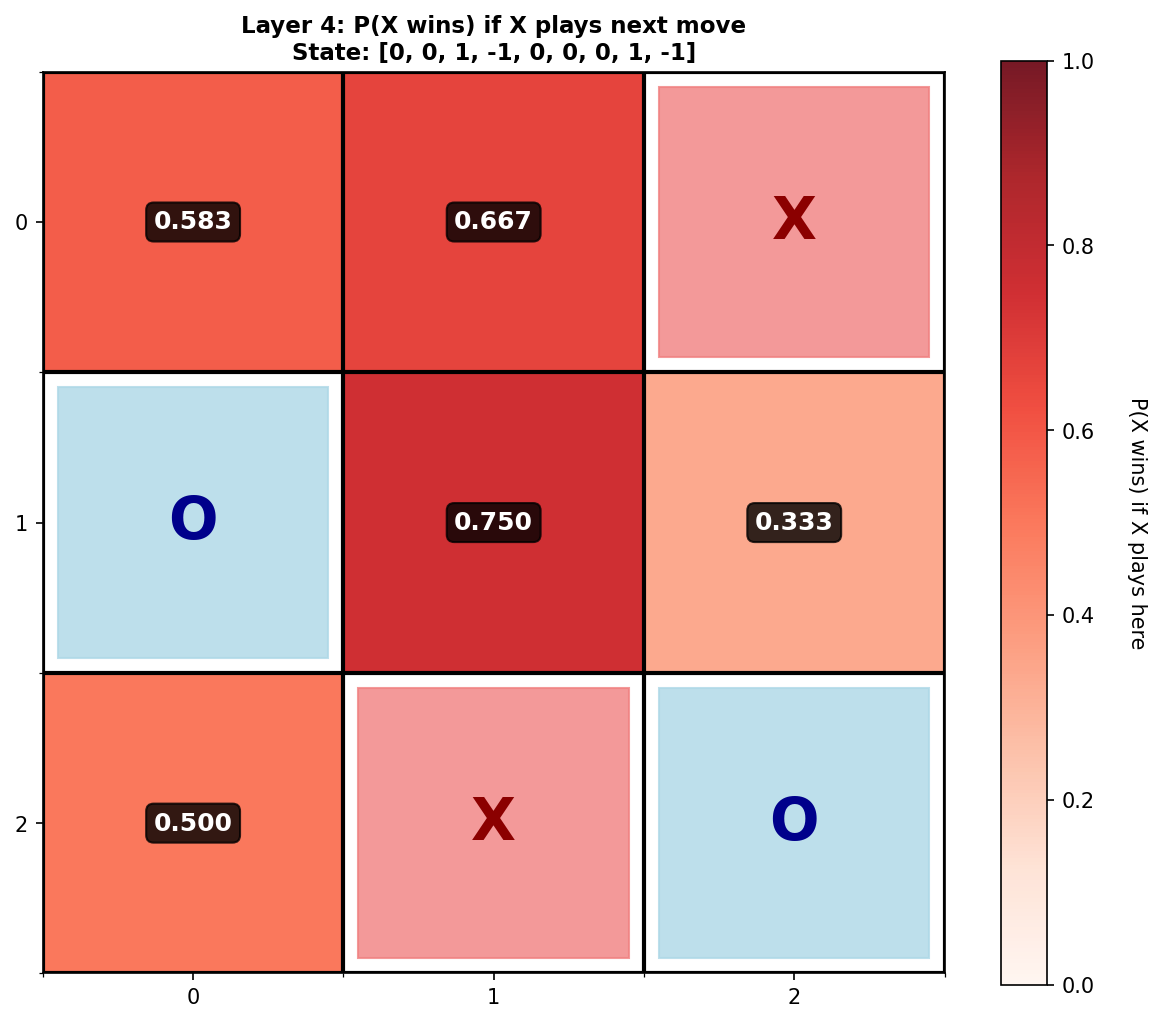 Layer 4: P(X wins) if X plays next move
State: [0, 0, 1, -1, 0, 0, 0, 1, -1]
0
0.583
0.667
X
1
O
0.750
0.333
2
0.500
X
O
0
1
2
1.0
0.8
0.6
0.4
0.2
0.0
P(X wins) if X plays here